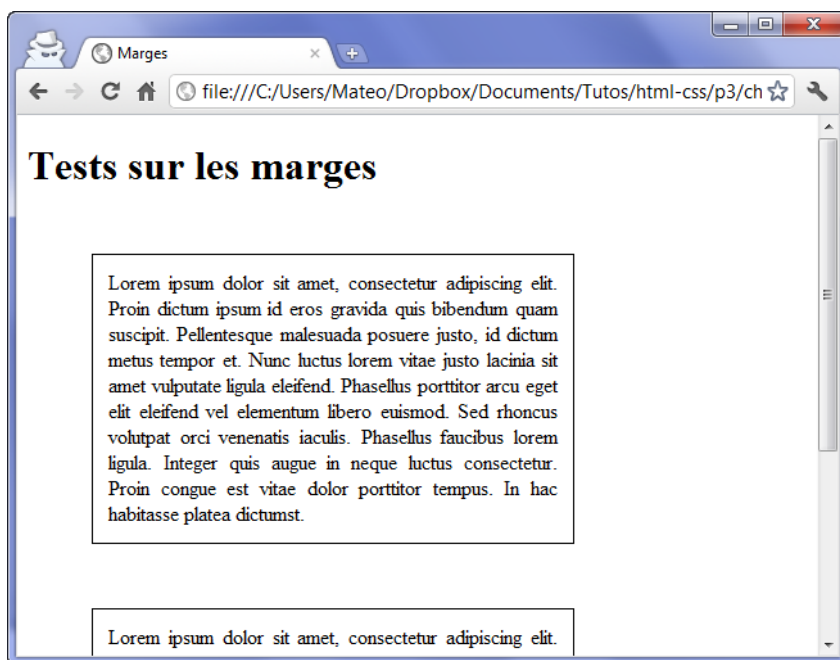 Marges
file:///C:/Users/Mateo/Dropbox/Documents/Tutos/html-css/p3/ch
Tests sur les marges
Lorem ipsum dolor sit amet, consectetur adipiscing elit.
Proin dictum ipsum id eros gravida quis bibendum quam
suscipit. Pellentesque malesuada posuere justo, id dictum
metus tempor et. Nunc luctus lorem vitae justo lacinia sit
amet vulputate ligula eleifend. Phasellus porttitor arcu eget
elit eleifend vel elementum libero euismod. Sed rhoncus
volutpat orci venenatis iaculis. Phasellus faucibus lorem
ligula. Integer quis augue in neque luctus consectetur.
Proin congue est vitae dolor porttitor tempus. In hac
habitasse platea dictumst.
Lorem ipsum dolor sit amet, consectetur adipiscing elit.